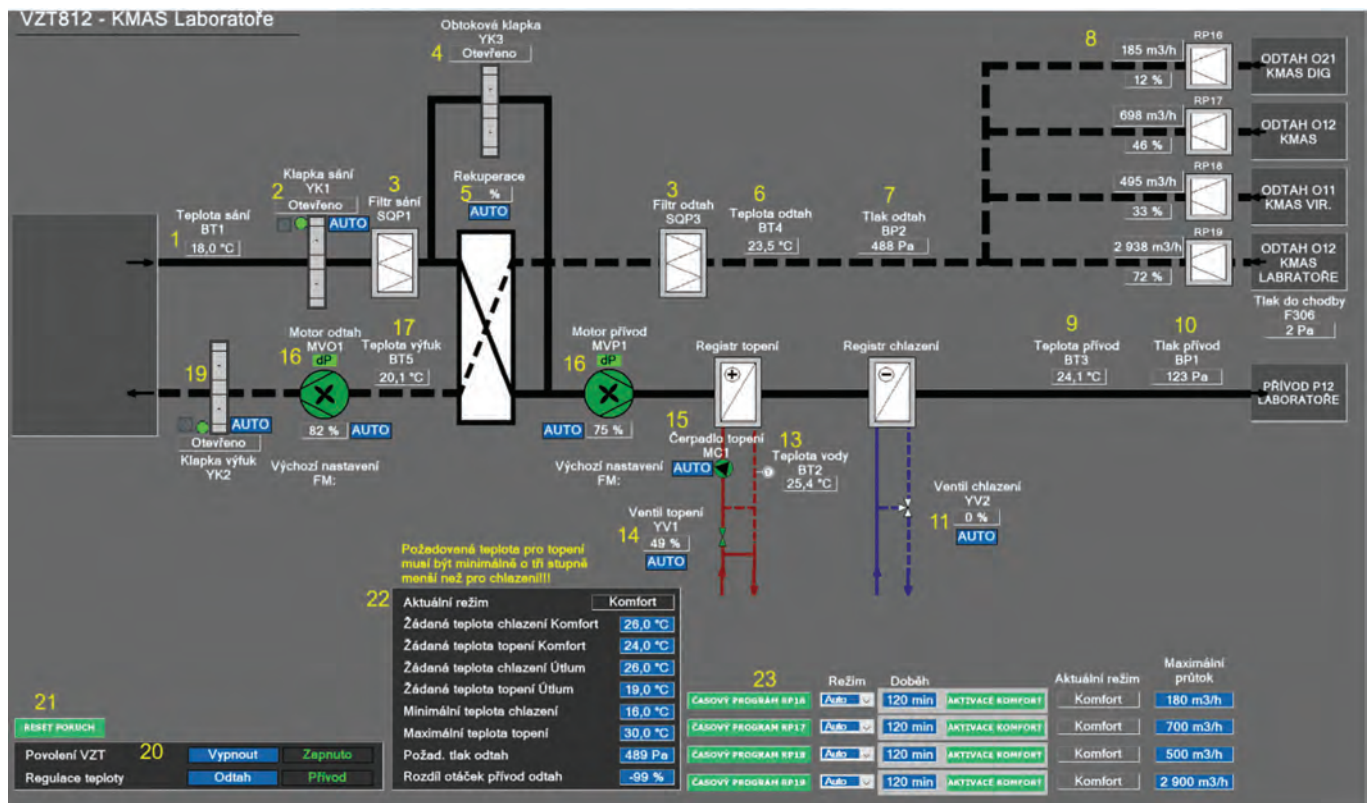 VZT812 - KMAS Laboratoře
Obtoková klapka
YK3
4
Otevřeno
8
185 m3/h
12 %
RP16
ODTAH O21
KMAS DIG
698 m3/h
46 %
RP17
ODTAH O12
KMAS
495 m3/h
33 %
RP18
ODTAH O11
KMAS VIR.
2 938 m3/h
72 %
RP19
ODTAH O12
KMAS
LABRATOŘE
Tlak do chodby
F306
2 Pa
Teplota sání
BT1
1
18,0 °C
Klapka sání
YK1
2
Otevřeno
AUTO
3
Filtr sání
SQP1
Rekuperace
5
%
AUTO
3
Filtr odtah
SQP3
6
Teplota odtah
BT4
23,5 °C
7
Tlak odtah
BP2
488 Pa
19
AUTO
Otevřeno
Klapka výfuk
YK2
Motor odtah
MVO1
16
dP
82 %
AUTO
Výchozí nastavení
FM:
17
Teplota výfuk
BT5
20,1 °C
Motor přívod
MVP1
16
dP
AUTO
75 %
Výchozí nastavení
FM:
Registr topení
Registr chlazení
9
Teplota přívod
BT3
24,1 °C
10
Tlak přívod
BP1
123 Pa
PŘÍVOD P12
LABORATOŘE
15
Čerpadlo topení
MC1
AUTO
13
Teplota vody
BT2
25,4 °C
Ventil topení
YV1
14
49 %
AUTO
Ventil chlazení
YV2
11
0 %
AUTO
Požadovaná teplota pro topení
musí být minimálně o tři stupně
menší než pro chlazení!!!
22
Aktuální režim
Komfort
Žádaná teplota chlazení Komfort
26,0 °C
Žádaná teplota topení Komfort
24,0 °C
Žádaná teplota chlazení Útlum
26,0 °C
Žádaná teplota topení Útlum
19,0 °C
Minimální teplota chlazení
16,0 °C
Maximální teplota topení
30,0 °C
Požad. tlak odtah
489 Pa
Rozdíl otáček přívod odtah
-99 %
21
RESET PORUCH
20
Povolení VZT
Vypnout
Zapnuto
Regulace teploty
Odtah
Přívod
23
Režim
Doběh
Aktuální režim
Maximální
průtok
ČASOVÝ PROGRAM RP16
Auto
120 min
AKTIVACE KOMFORT
Komfort
180 m3/h
ČASOVÝ PROGRAM RP17
Auto
120 min
AKTIVACE KOMFORT
Komfort
700 m3/h
ČASOVÝ PROGRAM RP18
Auto
120 min
AKTIVACE KOMFORT
Komfort
500 m3/h
ČASOVÝ PROGRAM RP19
Auto
120 min
AKTIVACE KOMFORT
Komfort
2 900 m3/h